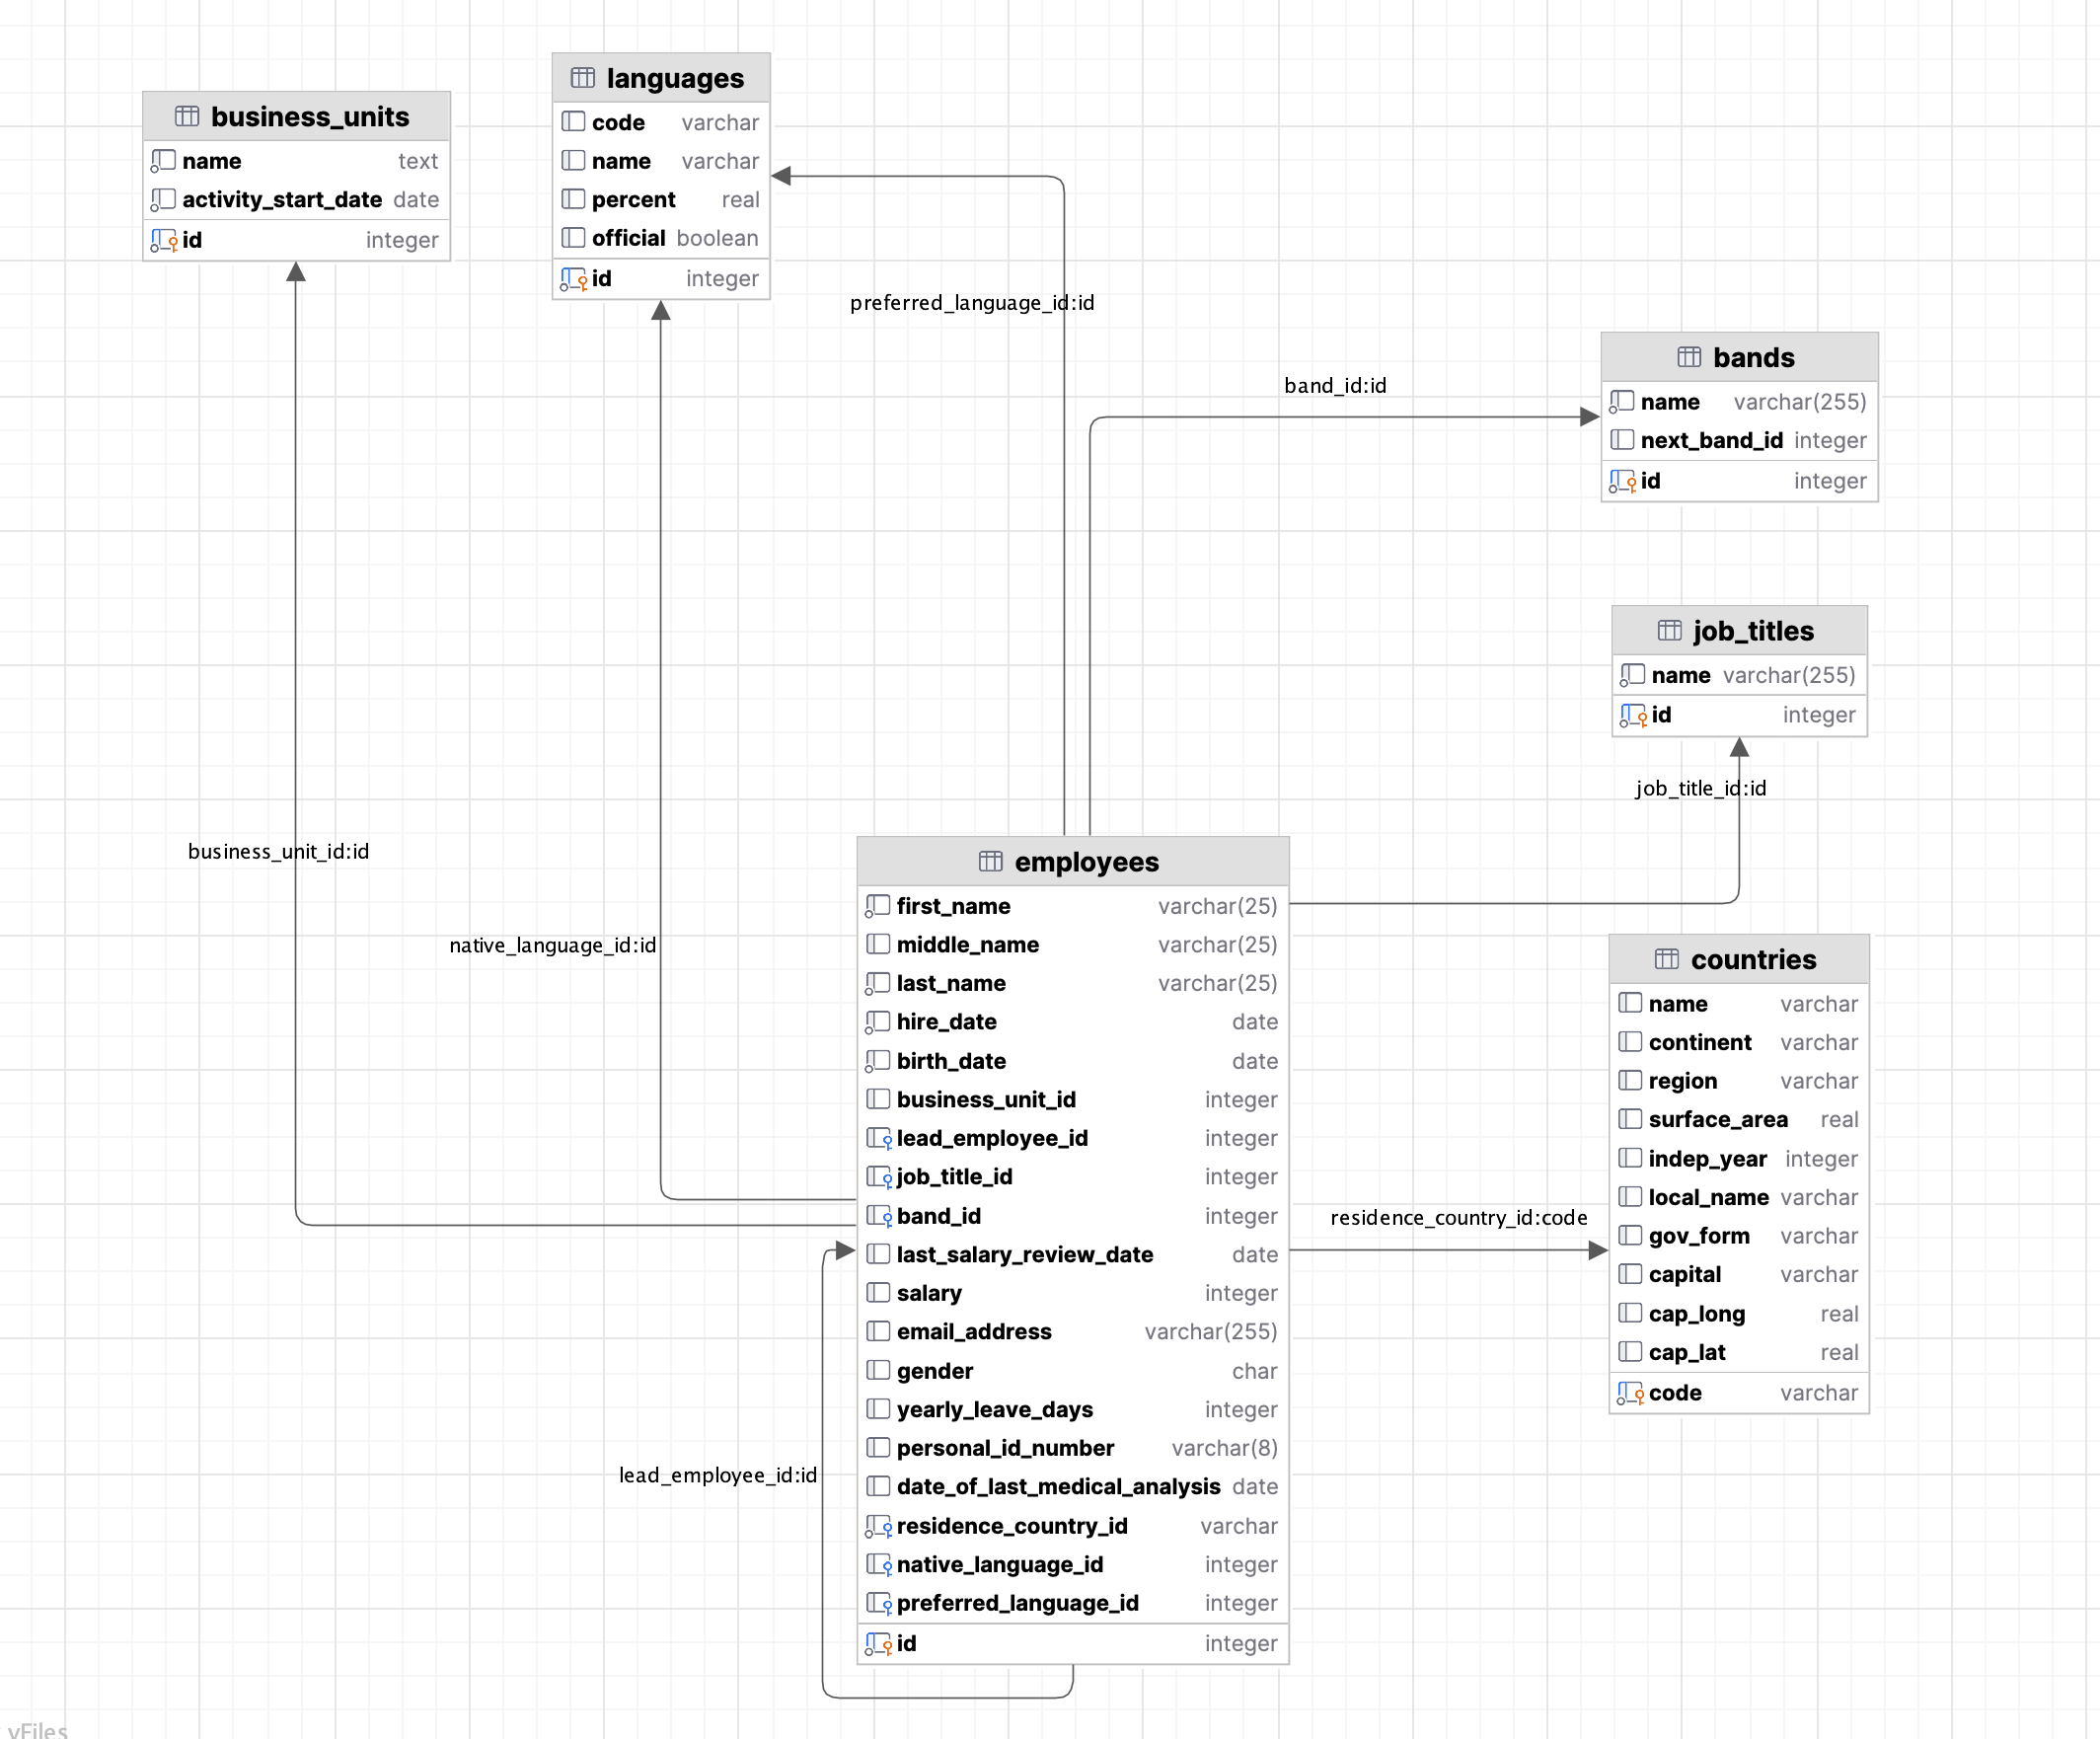 business_units
name text
activity_start_date date
id integer
languages
code varchar
name varchar
percent real
official boolean
id integer
preferred_language_id:id
band_id:id
bands
name varchar(255)
next_band_id integer
id integer
job_titles
name varchar(255)
id integer
job_title_id:id
business_unit_id:id
native_language_id:id
employees
first_name varchar(25)
middle_name varchar(25)
last_name varchar(25)
hire_date date
birth_date date
business_unit_id integer
lead_employee_id integer
job_title_id integer
band_id integer
last_salary_review_date date
salary integer
email_address varchar(255)
gender char
yearly_leave_days integer
personal_id_number varchar(8)
date_of_last_medical_analysis date
residence_country_id varchar
native_language_id integer
preferred_language_id integer
id integer
residence_country_id:code
countries
name varchar
continent varchar
region varchar
surface_area real
indep_year integer
local_name varchar
gov_form varchar
capital varchar
cap_long real
cap_lat real
code varchar
lead_employee_id:id
yFiles